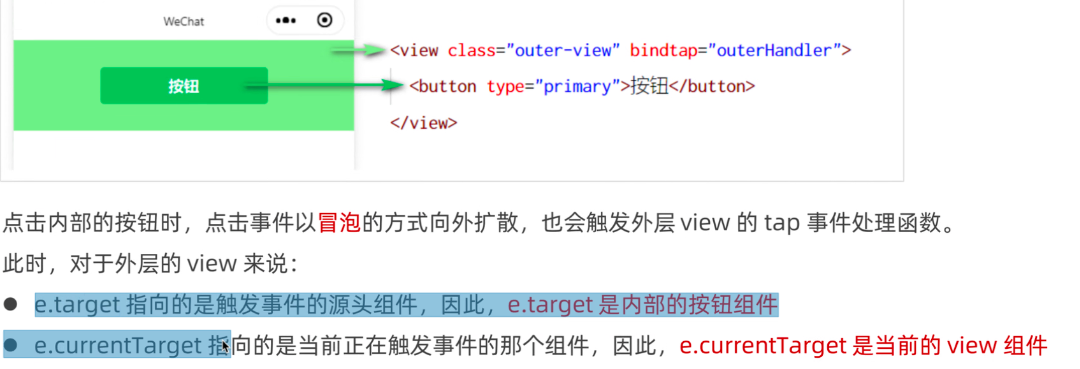 WeChat
<view class="outer-view" bindtap="outerHandler">
按钮
<button type="primary">按钮</button>
</view>
点击内部的按钮时，点击事件以冒泡的方式向外扩散，也会触发外层 view 的 tap 事件处理函数。
此时，对于外层的 view 来说：
● e.target 指向的是触发事件的源头组件，因此，e.target 是内部的按钮组件
● e.currentTarget 指向的是当前正在触发事件的那个组件，因此，e.currentTarget 是当前的 view 组件